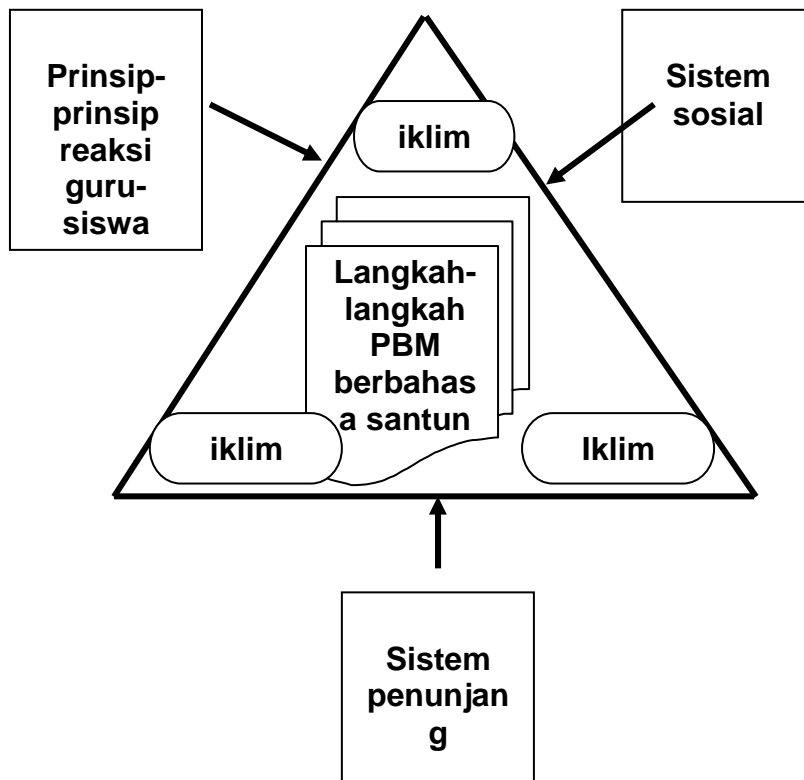 Prinsip-
prinsip
reaksi
guru-
siswa
Sistem
sosial
iklim
Langkah-
langkah
PBM
berbahas
a santun
iklim
Iklim
Sistem
penunjan
g